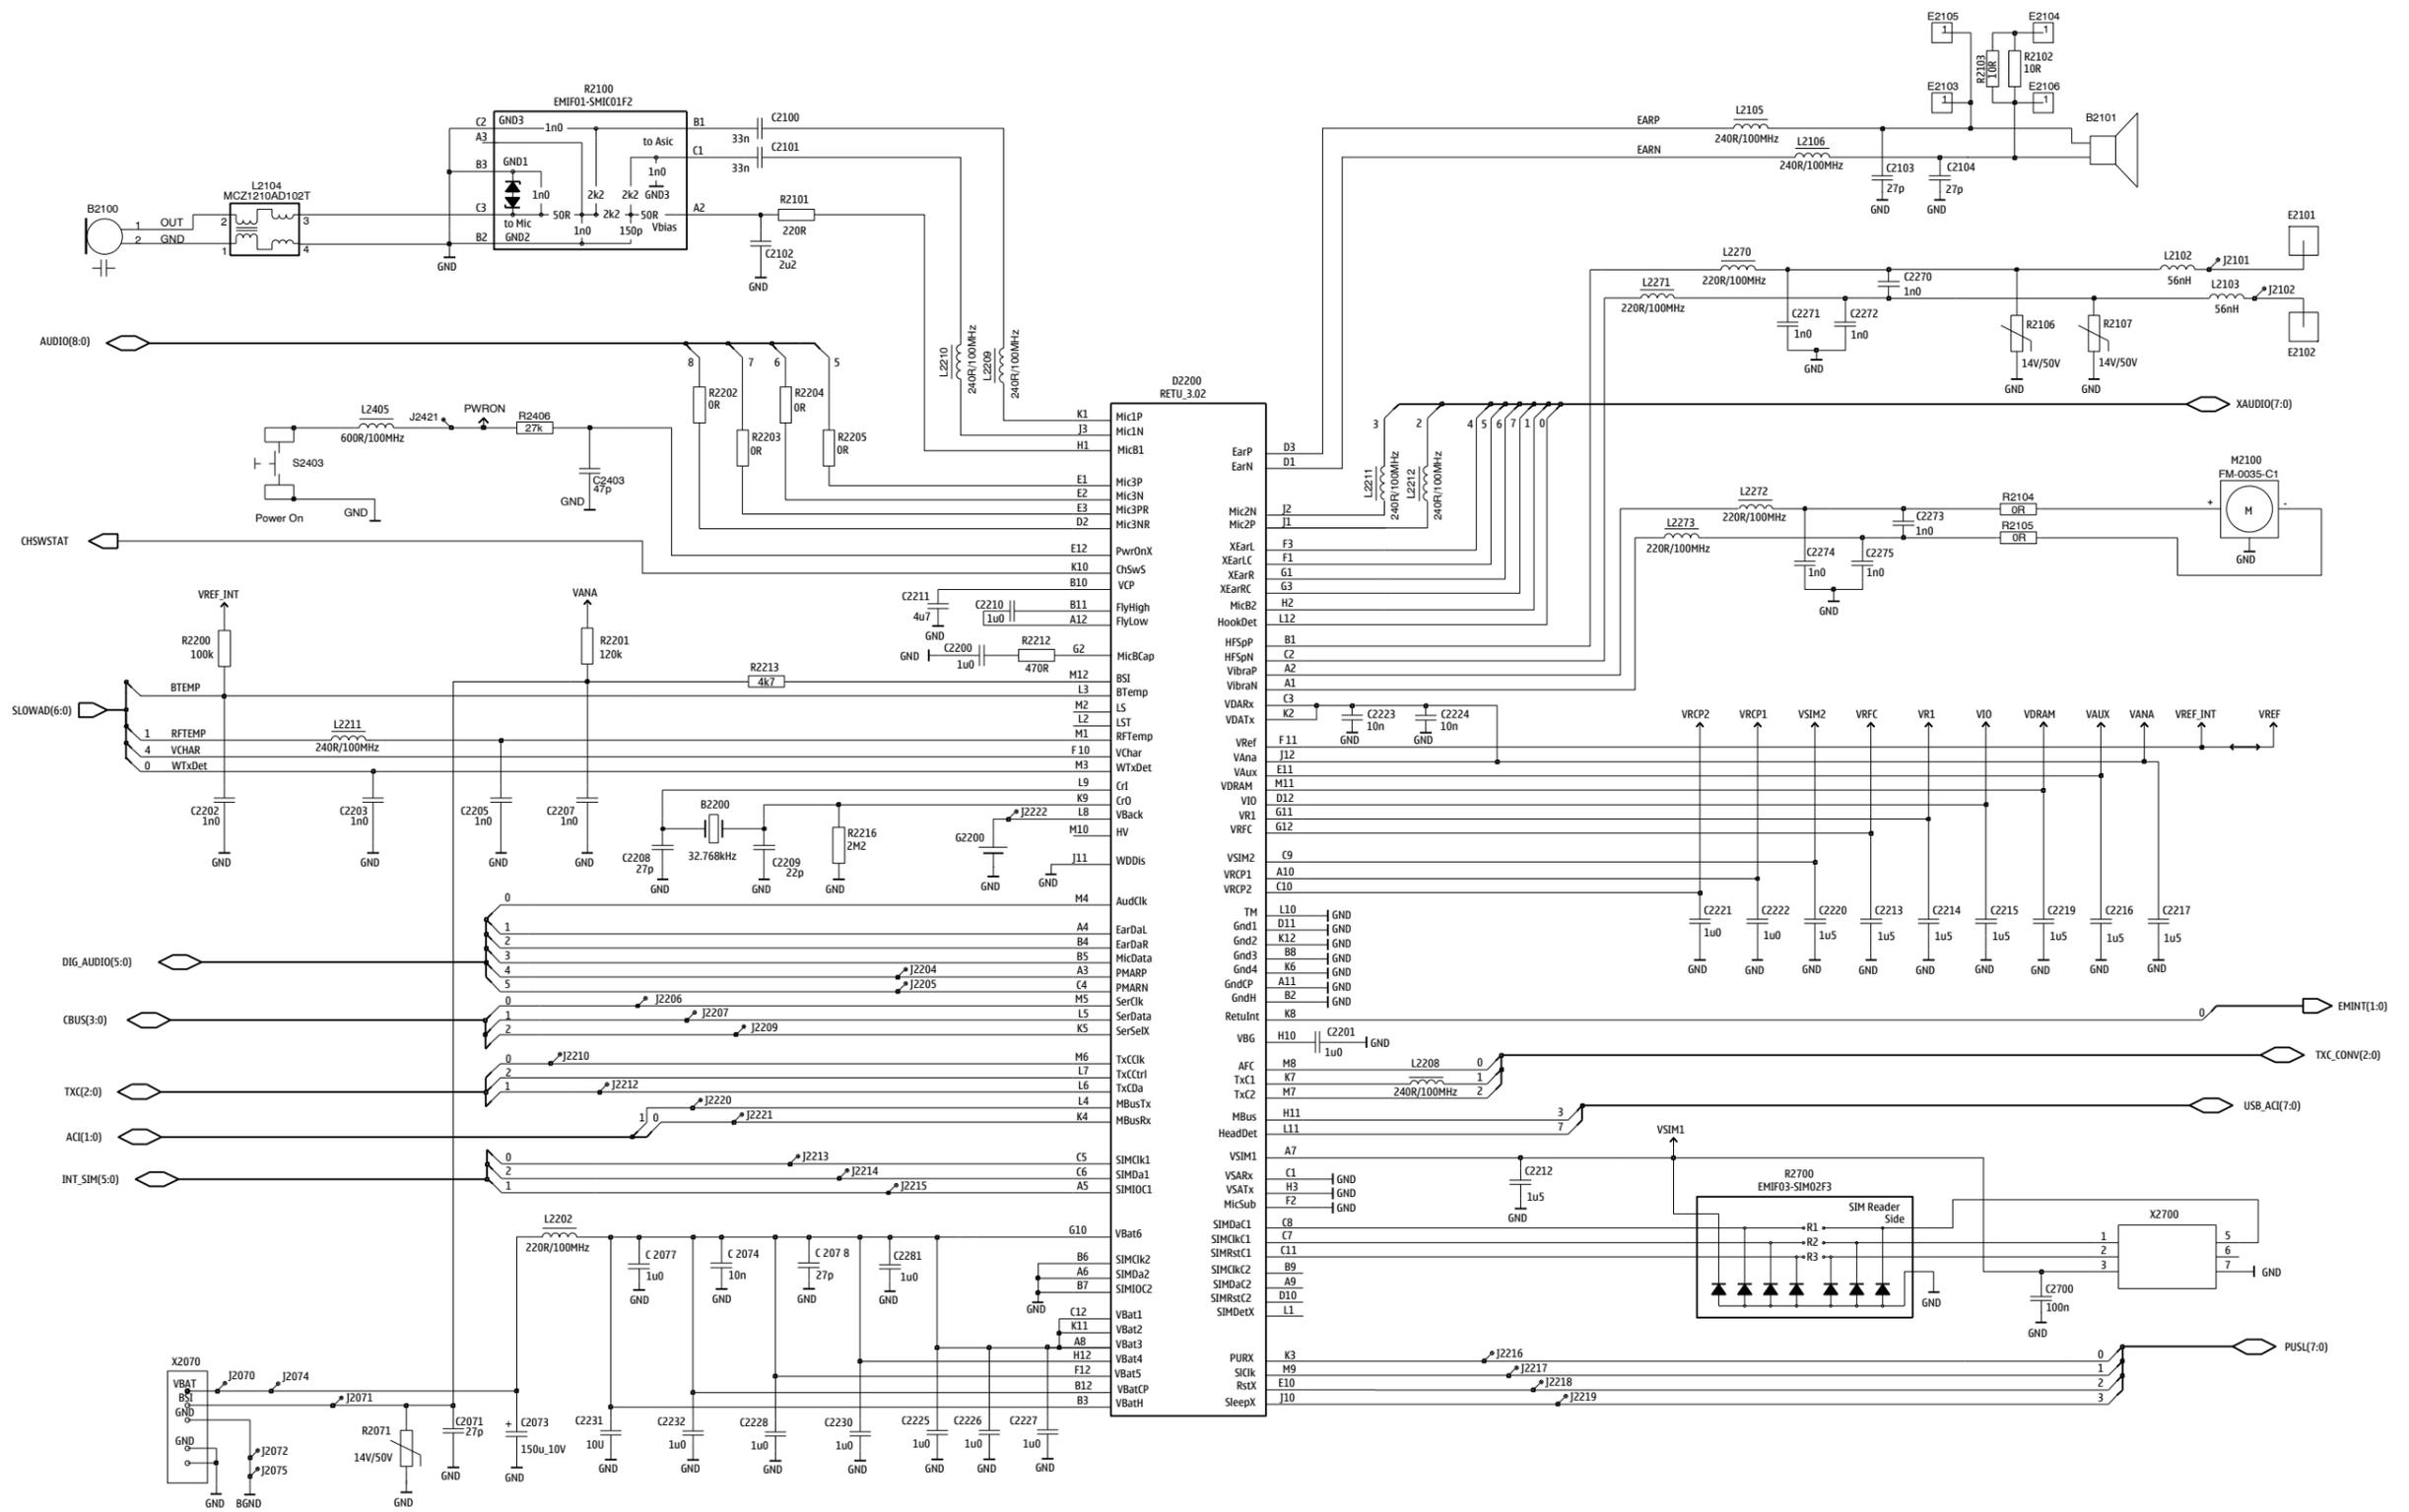 E2105
1
E2104
1
R2103
10R
R2102
10R
E2103
1
E2106
1
R2100
EMIF01-SMIC01F2
C2
GND3
1n0
B1
C2100
33n
A3
to Asic
C1
C2101
33n
B3
GND1
1n0
1n0
2k2
2k2
GND3
C3
50R
2k2
50R
A2
to Mic
1n0
150p
Vbias
B2
GND2
GND
L2104
MCZ1210AD102T
B2100
1
OUT
2
GND
2
3
1
4
R2101
220R
C2102
2u2
GND
EARP
L2105
240R/100MHz
EARN
L2106
240R/100MHz
C2103
27p
GND
C2104
27p
GND
B2101
E2101
L2270
220R/100MHz
L2271
220R/100MHz
C2270
1n0
L2102
56nH
J2101
L2103
56nH
J2102
C2271
1n0
C2272
1n0
GND
R2106
14V/50V
GND
R2107
14V/50V
GND
E2102
AUDIO(8:0)
8
7
6
5
R2202
0R
R2204
0R
R2203
0R
R2205
0R
L2210
240R/100MHz
L2209
240R/100MHz
D2200
RETU_3.02
XAUDIO(7:0)
3
2
4
5
6
7
1
0
L2211
240R/100MHz
L2212
240R/100MHz
L2405
600R/100MHz
J2421
PWRON
R2406
27k
S2403
C2403
47p
GND
Power On
GND
CHSWSTAT
K1
Mic1P
J3
Mic1N
H1
MicB1
E1
Mic3P
E2
Mic3N
E3
Mic3PR
D2
Mic3NR
E12
PwrOnX
K10
ChSwS
B10
VCP
B11
FlyHigh
A12
FlyLow
G2
MicBCap
M12
BSI
L3
BTemp
M2
LS
L2
LST
M1
RFTemp
F10
VChar
M3
WTxDet
L9
CrI
K9
CrO
L8
VBack
M10
HV
J11
WDDis
EarP
D3
EarN
D1
Mic2N
J2
Mic2P
J1
XEarL
F3
XEarLC
F1
XEarR
G1
XEarRC
G3
MicB2
H2
HookDet
L12
HFSpP
B1
HFSpN
C2
VibraP
A2
VibraN
A1
VDARx
C3
VDATx
K2
VRef
F11
VAna
J12
VAux
E11
VDRAM
M11
VIO
D12
VR1
G11
VRFC
G12
VSIM2
C9
VRCP1
A10
VRCP2
C10
L2272
220R/100MHz
L2273
220R/100MHz
C2273
1n0
C2274
1n0
C2275
1n0
GND
R2104
0R
R2105
0R
M2100
FM-0035-C1
+
M
-
GND
VREF_INT
R2200
100k
VANA
R2201
120k
C2211
4u7
GND
C2210
1u0
GND
C2200
1u0
R2212
470R
R2213
4k7
SLOWAD(6:0)
BTEMP
1
RFTEMP
L2211
240R/100MHz
4
VCHAR
0
WTxDet
C2202
1n0
GND
C2203
1n0
GND
C2205
1n0
GND
C2207
1n0
GND
C2208
27p
GND
B2200
32.768kHz
C2209
22p
GND
R2216
2M2
GND
J2222
G2200
GND
GND
C2223
10n
GND
C2224
10n
GND
VRCP2
VRCP1
VSIM2
VRFC
VR1
VIO
VDRAM
VAUX
VANA
VREF_INT
VREF
C2221
1u0
GND
C2222
1u0
GND
C2220
1u5
GND
C2213
1u5
GND
C2214
1u5
GND
C2215
1u5
GND
C2219
1u5
GND
C2216
1u5
GND
C2217
1u5
GND
DIG_AUDIO(5:0)
0
M4
AudClk
1
A4
EarDaL
2
B4
EarDaR
3
B5
MicData
4
J2204
A3
PMARP
5
J2205
C4
PMARN
TM
L10
GND
Gnd1
D11
GND
Gnd2
K12
GND
Gnd3
B8
GND
Gnd4
K6
GND
GndCP
A11
GND
GndH
B2
GND
CBUS(3:0)
0
J2206
M5
SerClk
1
J2207
L5
SerData
2
J2209
K5
SerSelX
RetuInt
K8
0
EMINT(1:0)
VBG
H10
C2201
1u0
GND
TXC(2:0)
0
J2210
M6
TxCClk
2
L7
TxCCtrl
1
J2212
L6
TxCDa
AFC
M8
L2208
240R/100MHz
0
TxC1
K7
1
TxC2
M7
2
TXC_CONV(2:0)
ACI(1:0)
1
0
J2220
L4
MBusTx
J2221
K4
MBusRx
MBus
H11
3
HeadDet
L11
7
USB_ACI(7:0)
INT_SIM(5:0)
0
J2213
C5
SIMClk1
2
J2214
C6
SIMDa1
1
J2215
A5
SIMIOC1
VSIM1
A7
VSIM1
VSARx
C1
GND
VSATx
H3
GND
MicSub
F2
GND
C2212
1u5
GND
R2700
EMIF03-SIM02F3
SIM Reader
Side
R1
R2
R3
GND
X2700
1
5
2
6
3
7
GND
C2700
100n
GND
SIMDaC1
C8
SIMClkC1
C7
SIMRstC1
C11
SIMClkC2
B9
SIMDaC2
A9
SIMRstC2
D10
SIMDetX
L1
L2202
220R/100MHz
G10
VBat6
C 2077
1u0
GND
C 2074
10n
GND
C 207 8
27p
GND
C2281
1u0
GND
B6
SIMClk2
A6
SIMDa2
B7
SIMIOC2
GND
C12
VBat1
K11
VBat2
A8
VBat3
H12
VBat4
F12
VBat5
B12
VBatCP
B3
VBatH
PURX
K3
J2216
0
SlClk
M9
J2217
1
RstX
E10
J2218
2
SleepX
J10
J2219
3
PUSL(7:0)
X2070
VBAT
BSI
GND
GND
J2070
J2074
J2071
J2072
J2075
GND
BGND
R2071
14V/50V
GND
C2071
27p
GND
+
C2073
150u_10V
GND
C2231
10U
GND
C2232
1u0
GND
C2228
1u0
GND
C2230
1u0
GND
C2225
1u0
GND
C2226
1u0
GND
C2227
1u0
GND